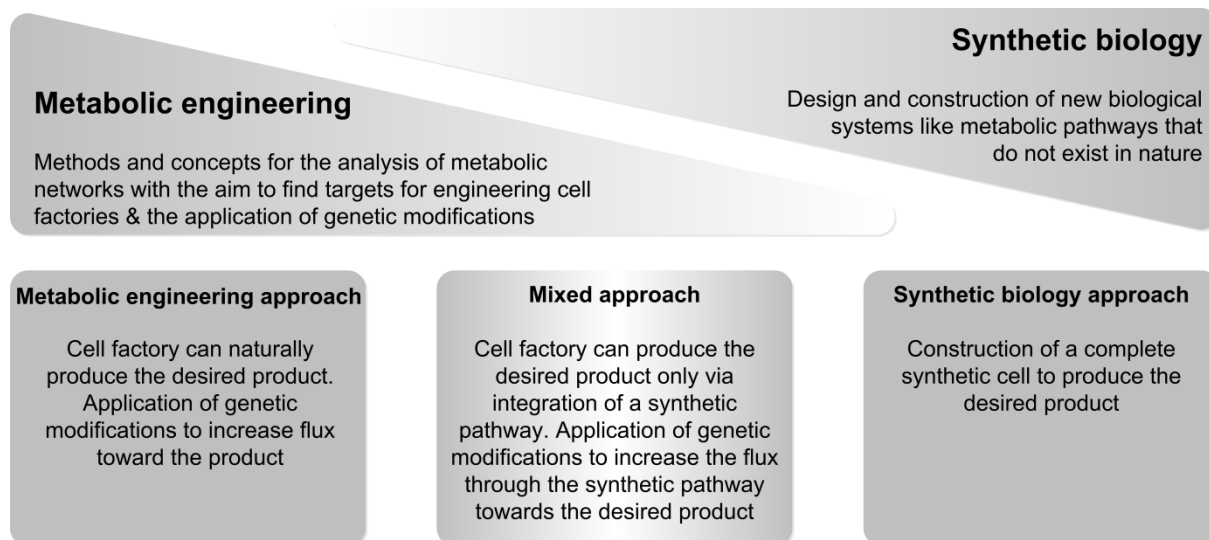 Synthetic biology
Design and construction of new biological
systems like metabolic pathways that
do not exist in nature
Metabolic engineering
Methods and concepts for the analysis of metabolic
networks with the aim to find targets for engineering cell
factories & the application of genetic modifications
Metabolic engineering approach
Cell factory can naturally
produce the desired product.
Application of genetic
modifications to increase flux
toward the product
Mixed approach
Cell factory can produce the
desired product only via
integration of a synthetic
pathway. Application of genetic
modifications to increase the flux
through the synthetic pathway
towards the desired product
Synthetic biology approach
Construction of a complete
synthetic cell to produce the
desired product